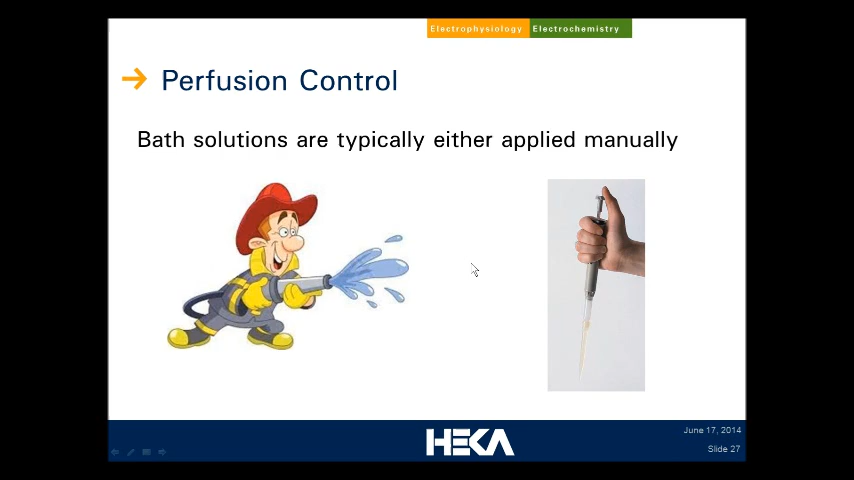 Electrophysiology Electrochemistry
Perfusion Control
Bath solutions are typically either applied manually
HEKA
June 17, 2014
Slide 27